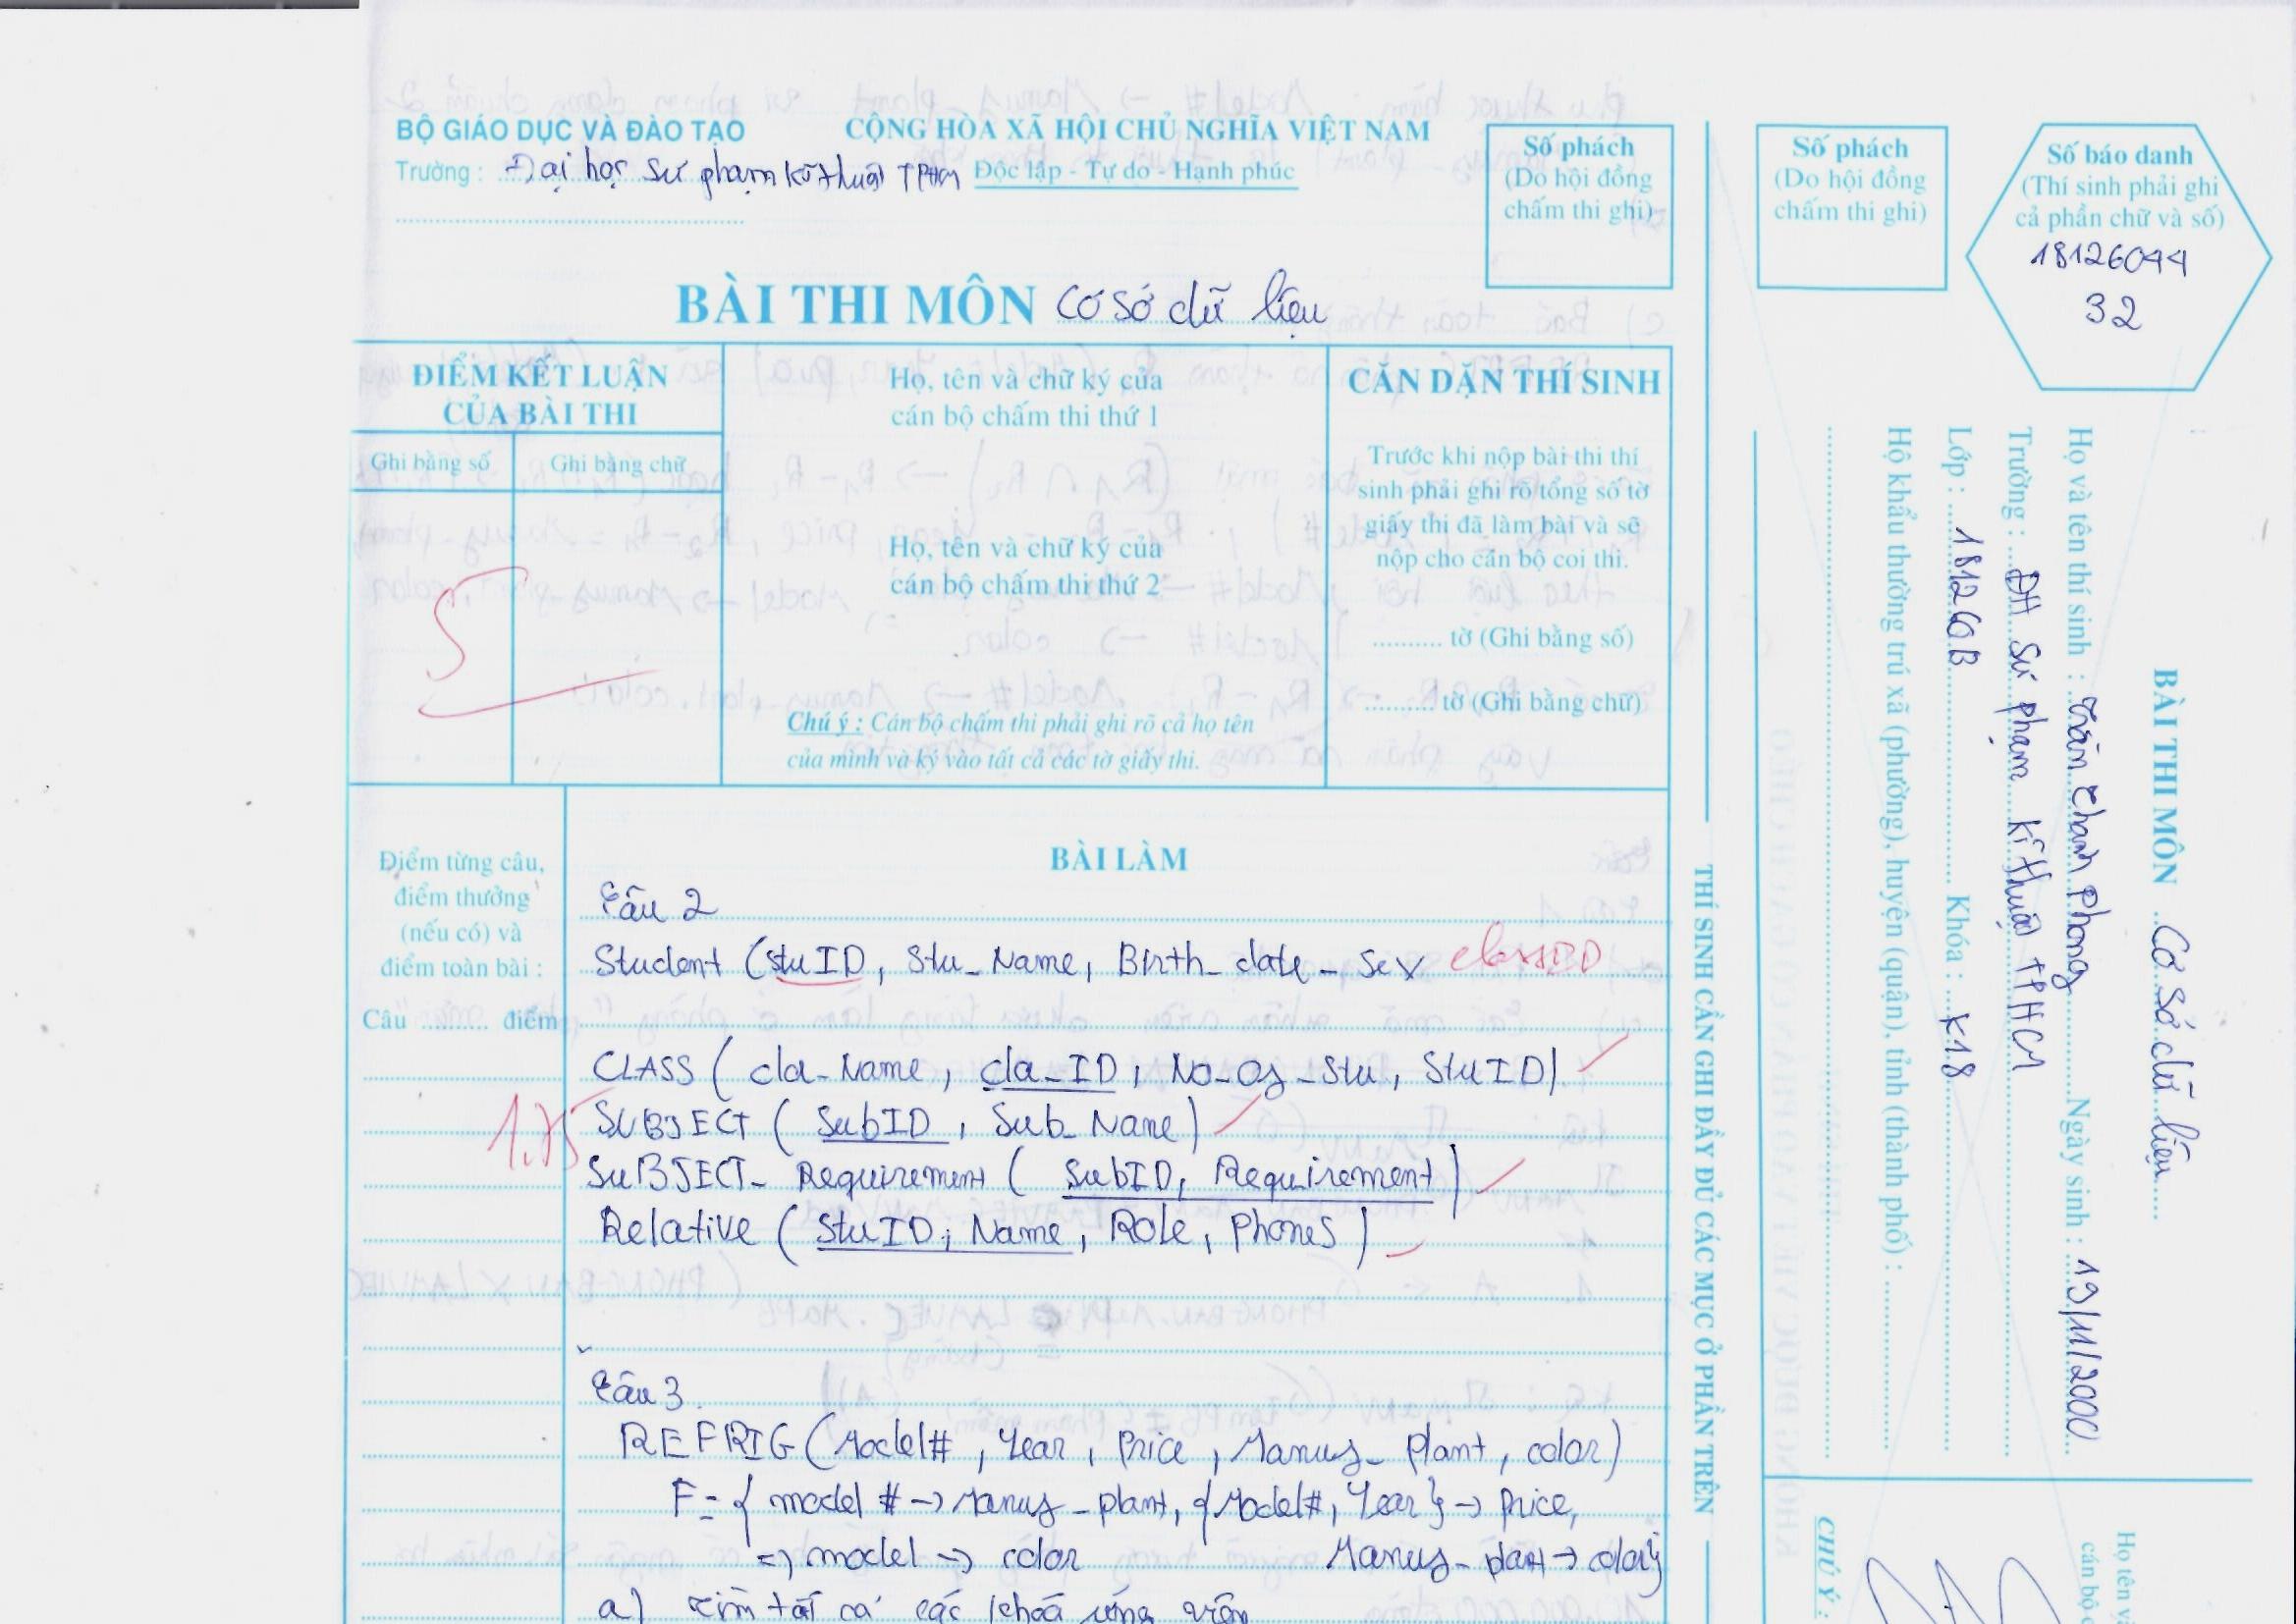 BỘ GIÁO DỤC VÀ ĐÀO TẠO
Trường : Đại học Sư phạm Kĩ thuật TPHCM
CỘNG HÒA XÃ HỘI CHỦ NGHĨA VIỆT NAM
Độc lập - Tự do - Hạnh phúc
Số phách
(Do hội đồng
chấm thi ghi)
BÀI THI MÔN Cơ sở dữ liệu
ĐIỂM KẾT LUẬN
CỦA BÀI THI
Ghi bằng số
Ghi bằng chữ
5
Họ, tên và chữ ký của
cán bộ chấm thi thứ 1
Họ, tên và chữ ký của
cán bộ chấm thi thứ 2
Chú ý : Cán bộ chấm thi phải ghi rõ cả họ tên
của mình và ký vào tất cả các tờ giấy thi.
CĂN DẶN THÍ SINH
Trước khi nộp bài thi thí
sinh phải ghi rõ tổng số tờ
giấy thi đã làm bài và sẽ
nộp cho cán bộ coi thi.
.......... tờ (Ghi bằng số)
.......... tờ (Ghi bằng chữ)
Điểm từng câu,
điểm thưởng
(nếu có) và
điểm toàn bài :
Câu ......... điểm
1.75
BÀI LÀM
Câu 2
Student (StuID, Stu_Name, Birth_date_Sex classID
CLASS ( cla_Name, cla_ID, No_of_Stu, StuID)
SUBJECT ( SubID, Sub_Name)
SUBJECT_Requirement ( SubID, Requirement)
Relative ( StuID, Name, Role, Phones )
Câu 3.
REFRIG (Model#, Year, Price, Manuf_plant, color)
F = { model # -> Manuf_plant, {Model#, Year} -> Price,
=> model -> color Manuf_plant -> color}
a) Tìm tất cả các khoá ứng viên
THÍ SINH CẦN GHI ĐẦY ĐỦ CÁC MỤC Ở PHẦN TRÊN
Số phách
(Do hội đồng
chấm thi ghi)
Số báo danh
(Thí sinh phải ghi
cả phần chữ và số)
18126044
32
BÀI THI MÔN Cơ sở dữ liệu
Họ và tên thí sinh : Trần Thanh Phong Ngày sinh : 19/11/2000
Trường : ĐH Sư Phạm Kĩ thuật TPHCM
Lớp : 18126B Khóa : K18
Hộ khẩu thường trú xã (phường), huyện (quận), tỉnh (thành phố) :
Họ tên và
cán bộ
CHÚ Ý :